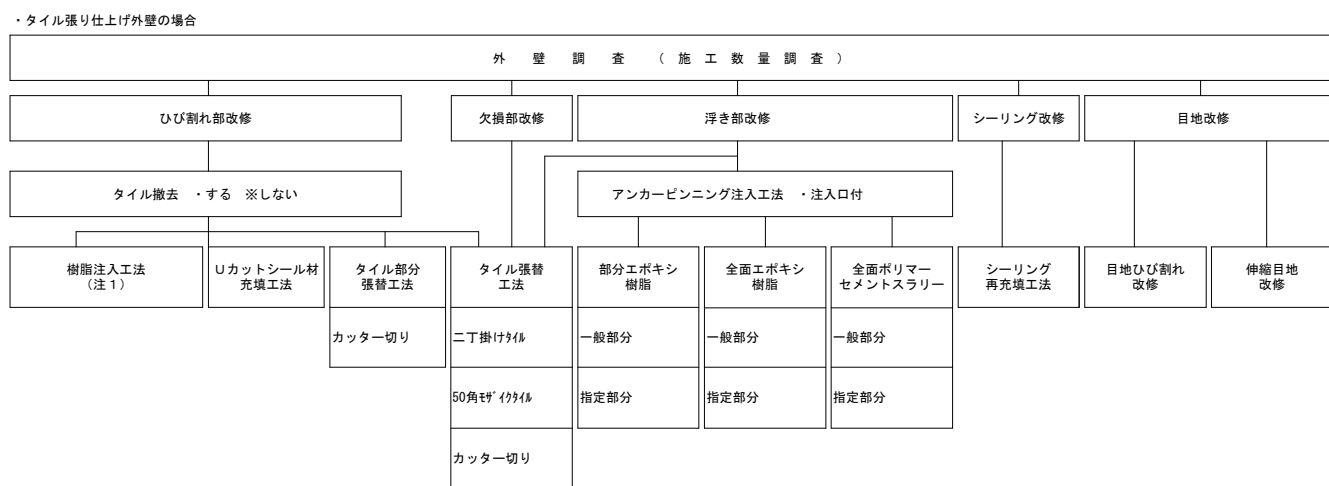 ・タイル張り仕上げ外壁の場合
外 壁 調 査 ( 施 工 数 量 調 査 )
ひび割れ部改修
欠損部改修
浮き部改修
シーリング改修
目地改修
タイル撤去 ・する ※しない
アンカーピンニング注入工法 ・注入口付
樹脂注入工法
(注1)
Uカットシール材
充填工法
タイル部分
張替工法
タイル張替
工法
部分エポキシ
樹脂
全面エポキシ
樹脂
全面ポリマー
セメントスラリー
シーリング
再充填工法
目地ひび割れ
改修
伸縮目地
改修
カッター切り
二丁掛けタイル
一般部分
一般部分
一般部分
50角モザイクタイル
指定部分
指定部分
指定部分
カッター切り